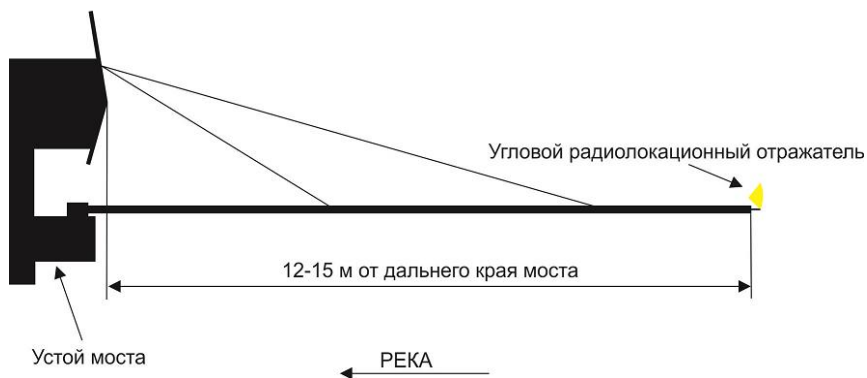 Угловой радиолокационный отражатель
12-15 м от дальнего края моста
Устой моста
РЕКА